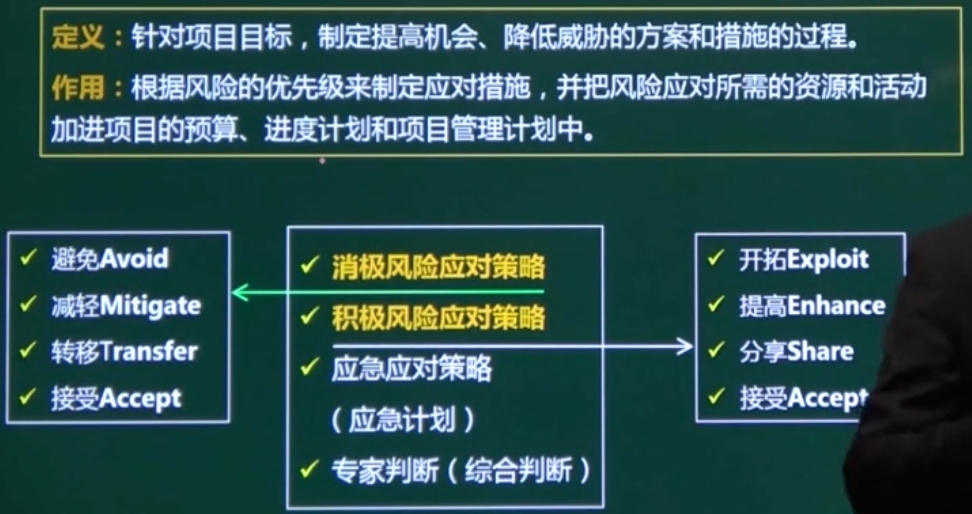 定义：针对项目目标，制定提高机会、降低威胁的方案和措施的过程。
作用：根据风险的优先级来制定应对措施，并把风险应对所需的资源和活动
加进项目的预算、进度计划和项目管理计划中。
避免Avoid
减轻Mitigate
转移Transfer
接受Accept
消极风险应对策略
积极风险应对策略
应急应对策略
（应急计划）
专家判断（综合判断）
开拓Exploit
提高Enhance
分享Share
接受Accept